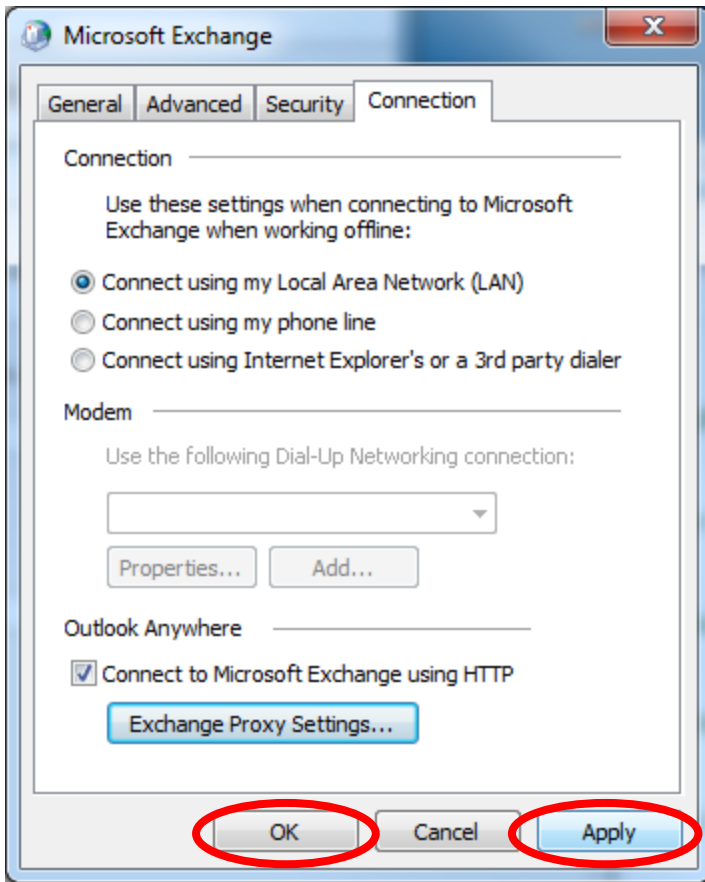 Microsoft Exchange
General Advanced Security Connection
Connection
Use these settings when connecting to Microsoft
Exchange when working offline:
Connect using my Local Area Network (LAN)
Connect using my phone line
Connect using Internet Explorer's or a 3rd party dialer
Modem
Use the following Dial-Up Networking connection:
Properties... Add...
Outlook Anywhere
Connect to Microsoft Exchange using HTTP
Exchange Proxy Settings...
OK Cancel Apply